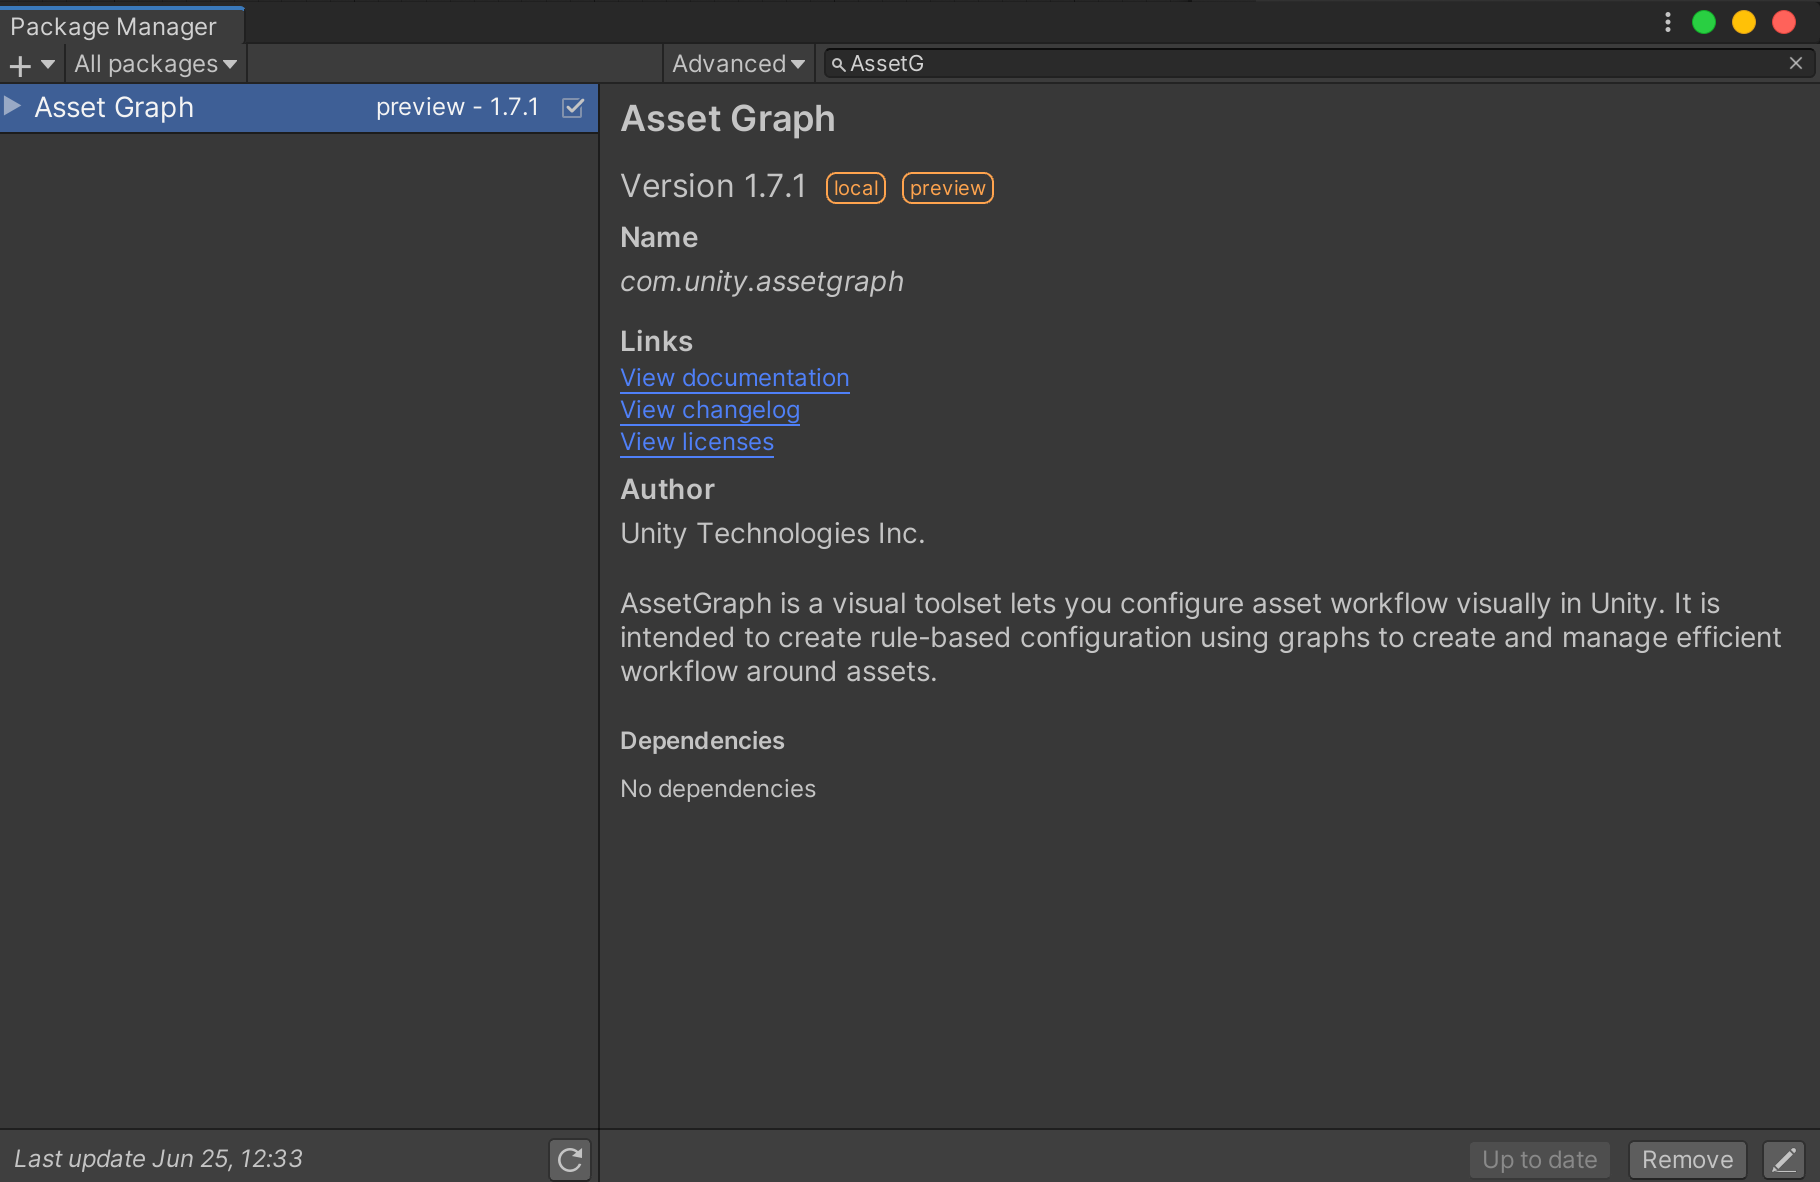 Package Manager
All packages
Advanced
AssetG
Asset Graph
preview - 1.7.1
Asset Graph
Version 1.7.1 local preview
Name
com.unity.assetgraph
Links
View documentation
View changelog
View licenses
Author
Unity Technologies Inc.
AssetGraph is a visual toolset lets you configure asset workflow visually in Unity. It is
intended to create rule-based configuration using graphs to create and manage efficient
workflow around assets.
Dependencies
No dependencies
Last update Jun 25, 12:33
Up to date
Remove